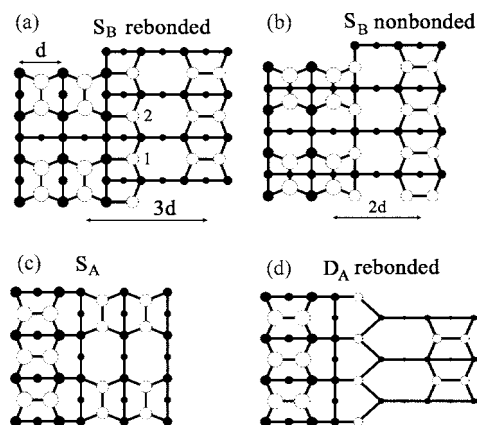 (a) S_B rebonded
d
2
1
3d
(b) S_B nonbonded
2d
(c) S_A
(d) D_A rebonded